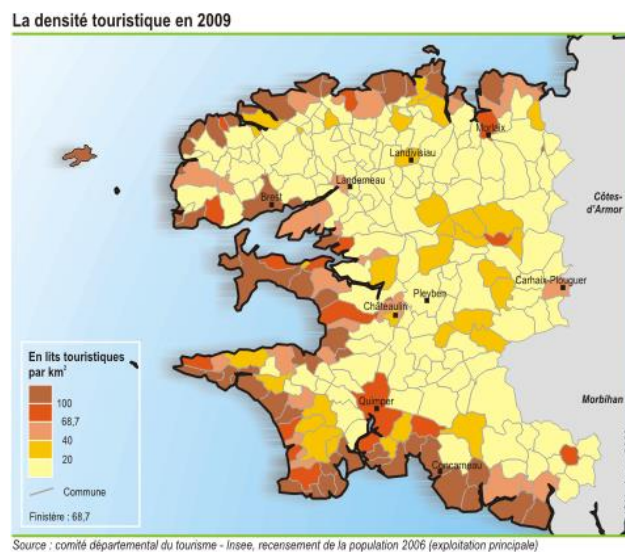 La densité touristique en 2009
Morlaix
Landivisiau
Landerneau
Brest
Côtes-
d'Armor
Carhaix-Plouguer
Pleyben
Châteaulin
En lits touristiques
par km²
100
68,7
40
20
Commune
Finistère : 68,7
Morbihan
Quimper
Concarneau
Source : comité départemental du tourisme - Insee, recensement de la population 2006 (exploitation principale)